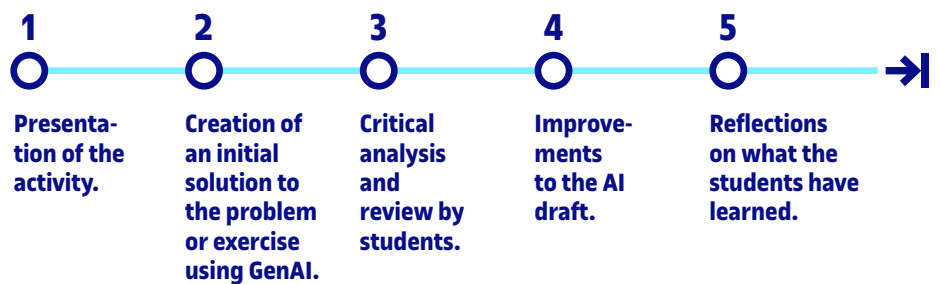 1
Presenta-
tion of the
activity.
2
Creation of
an initial
solution to
the problem
or exercise
using GenAI.
3
Critical
analysis
and
review by
students.
4
Improve-
ments
to the AI
draft.
5
Reflections
on what the
students have
learned.